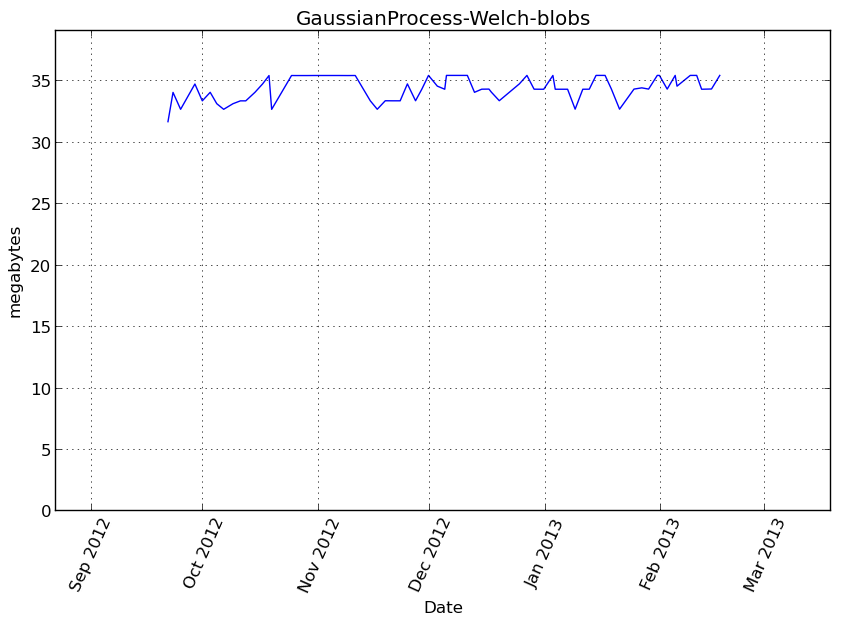 GaussianProcess-Welch-blobs
megabytes
35
30
25
20
15
10
5
0
Sep 2012
Oct 2012
Nov 2012
Dec 2012
Jan 2013
Feb 2013
Mar 2013
Date